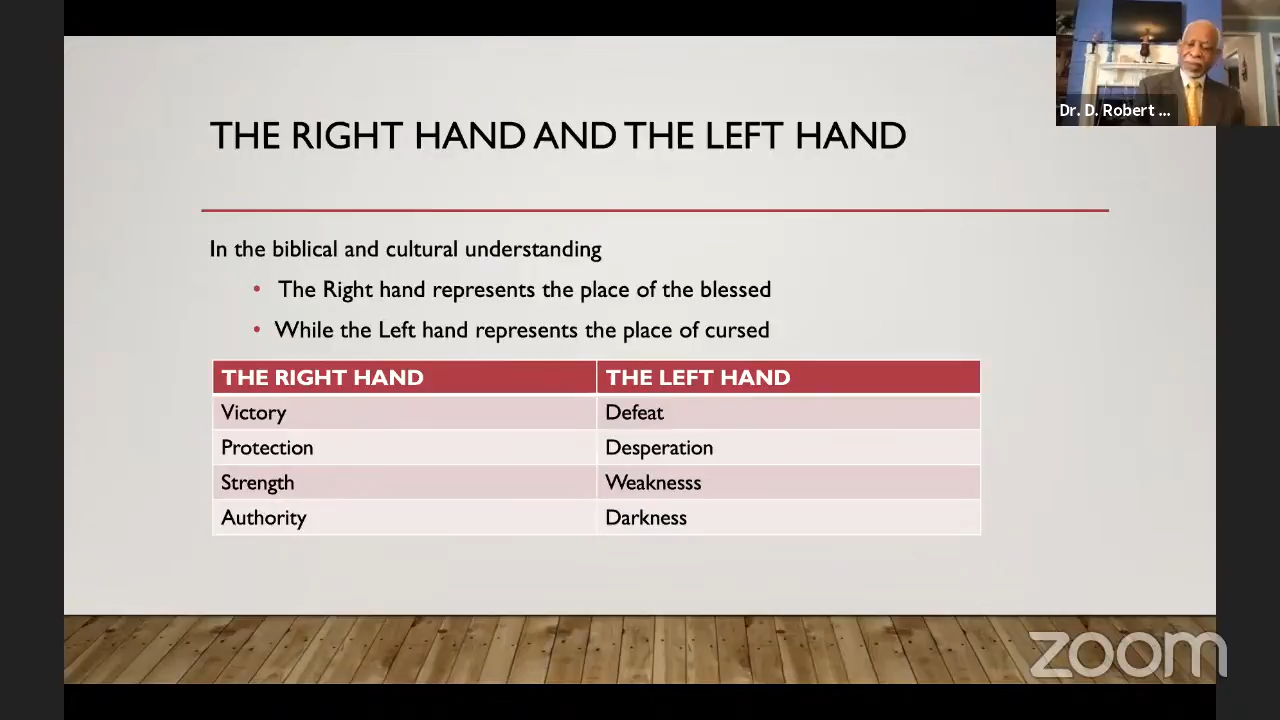 Dr. D. Robert ...
THE RIGHT HAND AND THE LEFT HAND
In the biblical and cultural understanding
• The Right hand represents the place of the blessed
• While the Left hand represents the place of cursed
THE RIGHT HAND THE LEFT HAND
Victory Defeat
Protection Desperation
Strength Weaknesss
Authority Darkness
zoom